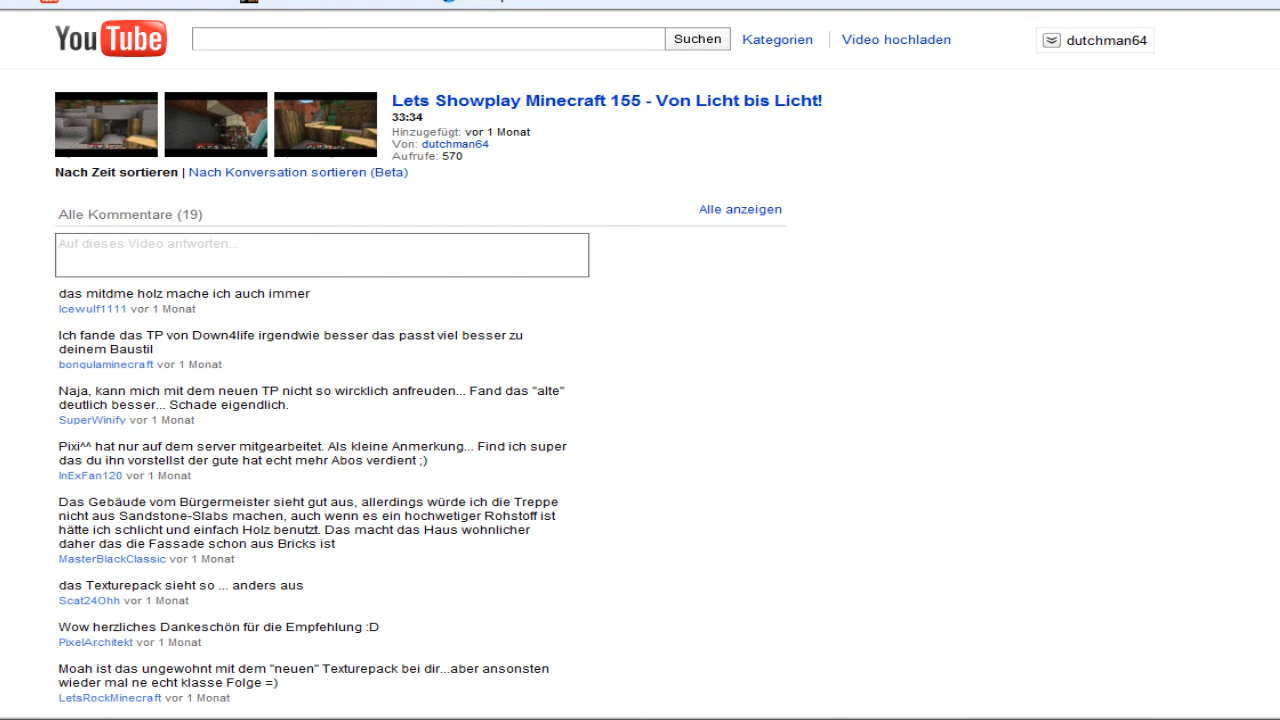 YouTube
Suchen
Kategorien
Video hochladen
dutchman64
Lets Showplay Minecraft 155 - Von Licht bis Licht!
33:34
Hinzugefügt: vor 1 Monat
Von: dutchman64
Aufrufe: 570
Nach Zeit sortieren | Nach Konversation sortieren (Beta)
Alle Kommentare (19)
Alle anzeigen
Auf dieses Video antworten...
das mitdme holz mache ich auch immer
Icewulf1111 vor 1 Monat
Ich fande das TP von Down4life irgendwie besser das passt viel besser zu
deinem Baustil
bongulaminecraft vor 1 Monat
Naja, kann mich mit dem neuen TP nicht so wircklich anfreuden... Fand das "alte"
deutlich besser... Schade eigendlich.
SuperWinify vor 1 Monat
Pixi^^ hat nur auf dem server mitgearbeitet. Als kleine Anmerkung... Find ich super
das du ihn vorstellst der gute hat echt mehr Abos verdient ;)
InExFan120 vor 1 Monat
Das Gebäude vom Bürgermeister sieht gut aus, allerdings würde ich die Treppe
nicht aus Sandstone-Slabs machen, auch wenn es ein hochwetiger Rohstoff ist
hätte ich schlicht und einfach Holz benutzt. Das macht das Haus wohnlicher
daher das die Fassade schon aus Bricks ist
MasterBlackClassic vor 1 Monat
das Texturepack sieht so ... anders aus
Scat24Ohh vor 1 Monat
Wow herzliches Dankeschön für die Empfehlung :D
PixelArchitekt vor 1 Monat
Moah ist das ungewohnt mit dem "neuen" Texturepack bei dir...aber ansonsten
wieder mal ne echt klasse Folge =)
LetsRockMinecraft vor 1 Monat